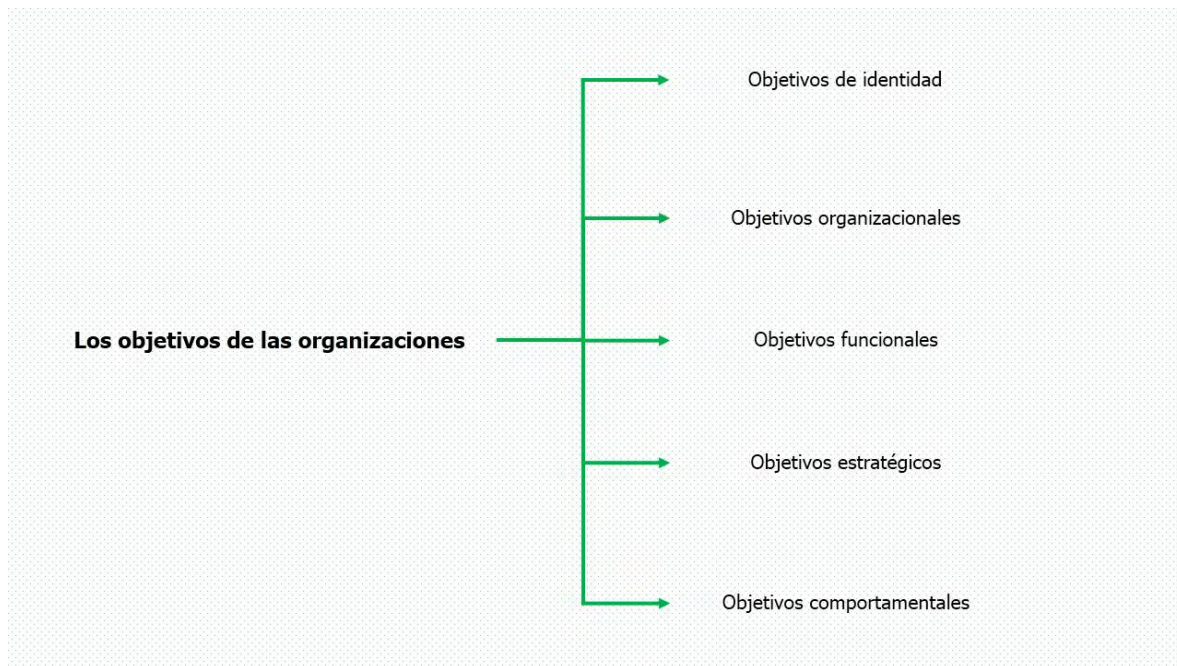 Objetivos de identidad
Objetivos organizacionales
Los objetivos de las organizaciones
Objetivos funcionales
Objetivos estratégicos
Objetivos comportamentales